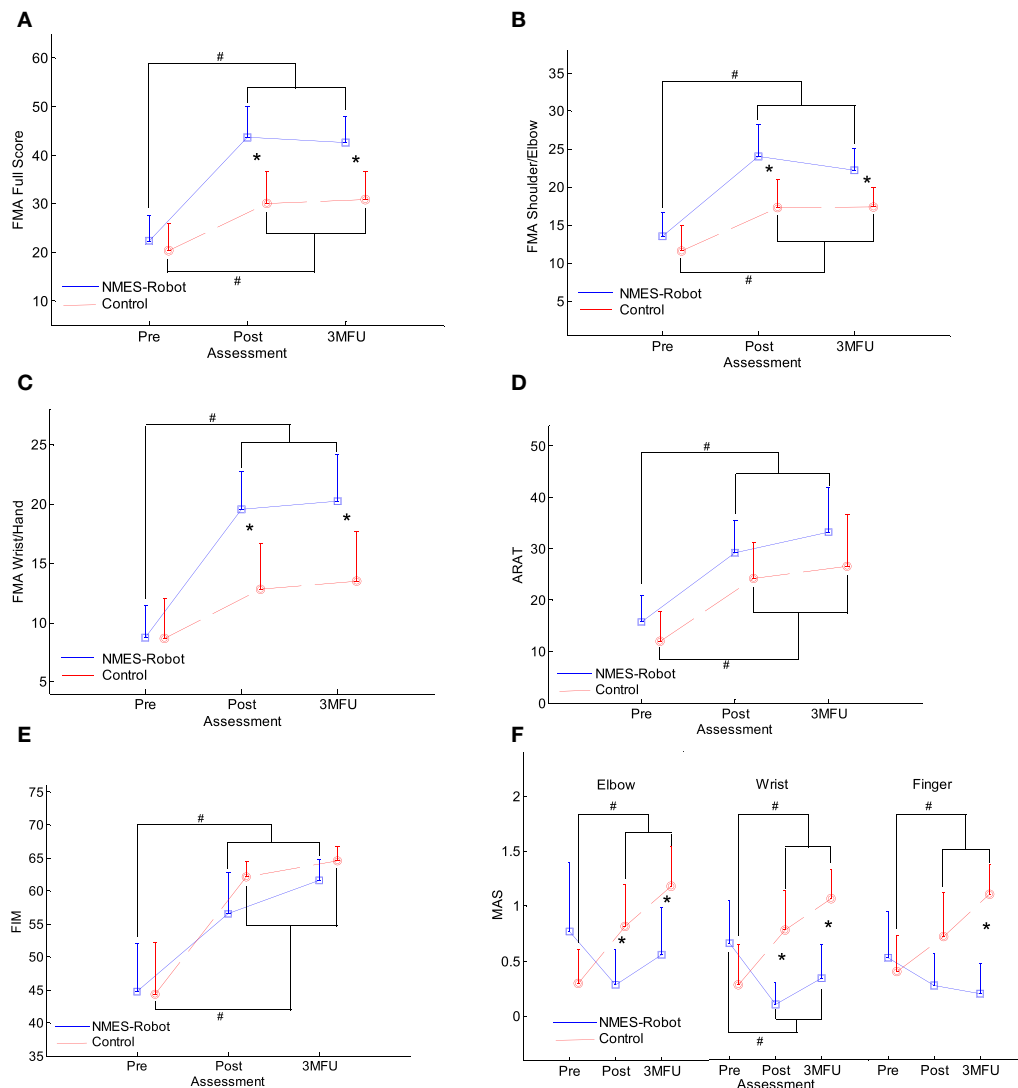 A
FMA Full Score
60
50
40
30
20
10
#
*
*
#
NMES-Robot
Control
Pre
Post
3MFU
Assessment
B
FMA Shoulder/Elbow
35
30
25
20
15
10
5
#
*
*
#
NMES-Robot
Control
Pre
Post
3MFU
Assessment
C
FMA Wrist/Hand
25
20
15
10
5
#
*
*
NMES-Robot
Control
Pre
Post
3MFU
Assessment
D
ARAT
50
40
30
20
10
0
#
#
NMES-Robot
Control
Pre
Post
3MFU
Assessment
E
FIM
75
70
65
60
55
50
45
40
35
#
#
NMES-Robot
Control
Pre
Post
3MFU
Assessment
F
MAS
2
1.5
1
0.5
0
Elbow
Wrist
Finger
#
#
#
*
*
*
*
*
#
NMES-Robot
Control
Pre
Post
3MFU
Pre
Post
3MFU
Pre
Post
3MFU
Assessment